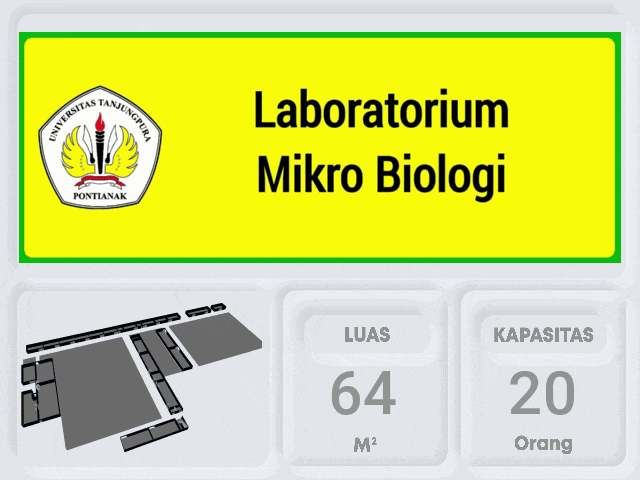 UNIVERSITAS TANJUNGPURA
PONTIANAK
Laboratorium
Mikro Biologi
LUAS
64
M²
KAPASITAS
20
Orang